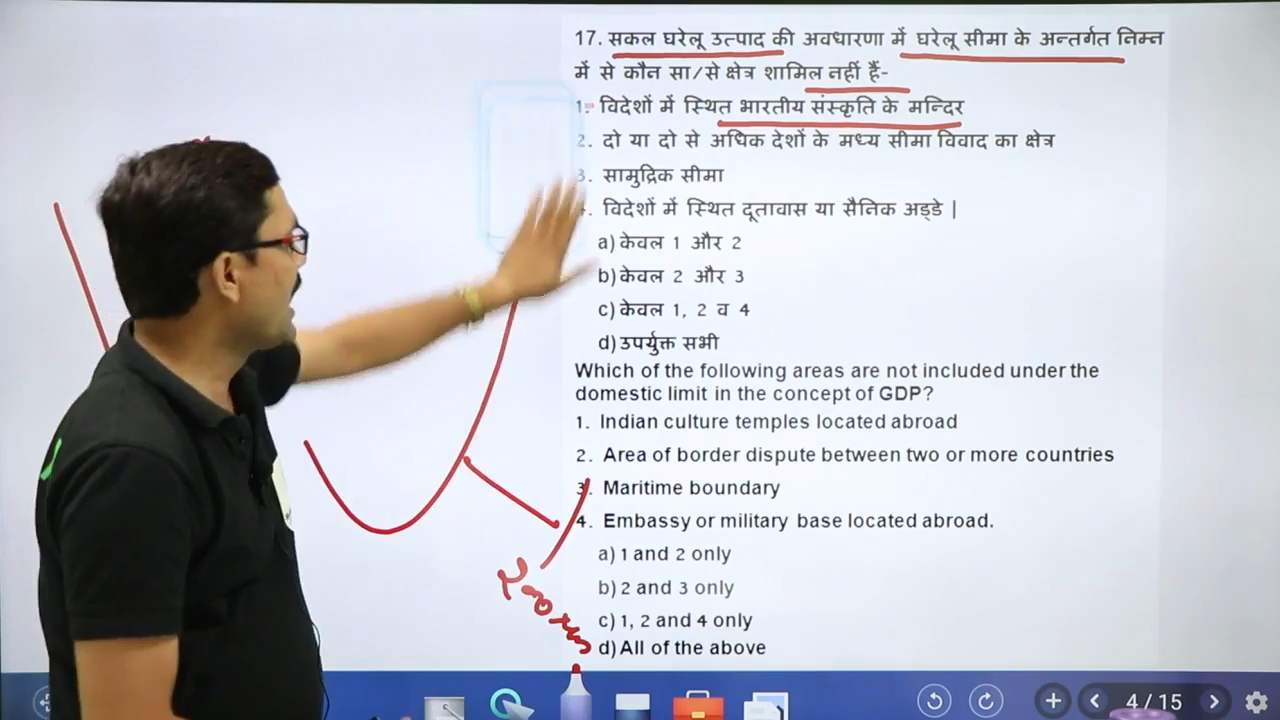 17. सकल घरेलू उत्पाद की अवधारणा में घरेलू सीमा के अन्तर्गत निम्न
में से कौन सा/से क्षेत्र शामिल नहीं हैं-
1. विदेशों में स्थित भारतीय संस्कृति के मन्दिर
2. दो या दो से अधिक देशों के मध्य सीमा विवाद का क्षेत्र
3. सामुद्रिक सीमा
. विदेशों में स्थित दूतावास या सैनिक अड्डे |
a) केवल 1 और 2
b) केवल 2 और 3
c) केवल 1, 2 व 4
d) उपर्युक्त सभी
Which of the following areas are not included under the
domestic limit in the concept of GDP?
1. Indian culture temples located abroad
2. Area of border dispute between two or more countries
3. Maritime boundary
4. Embassy or military base located abroad.
a) 1 and 2 only
b) 2 and 3 only
c) 1, 2 and 4 only
200
d) All of the above
4 / 15